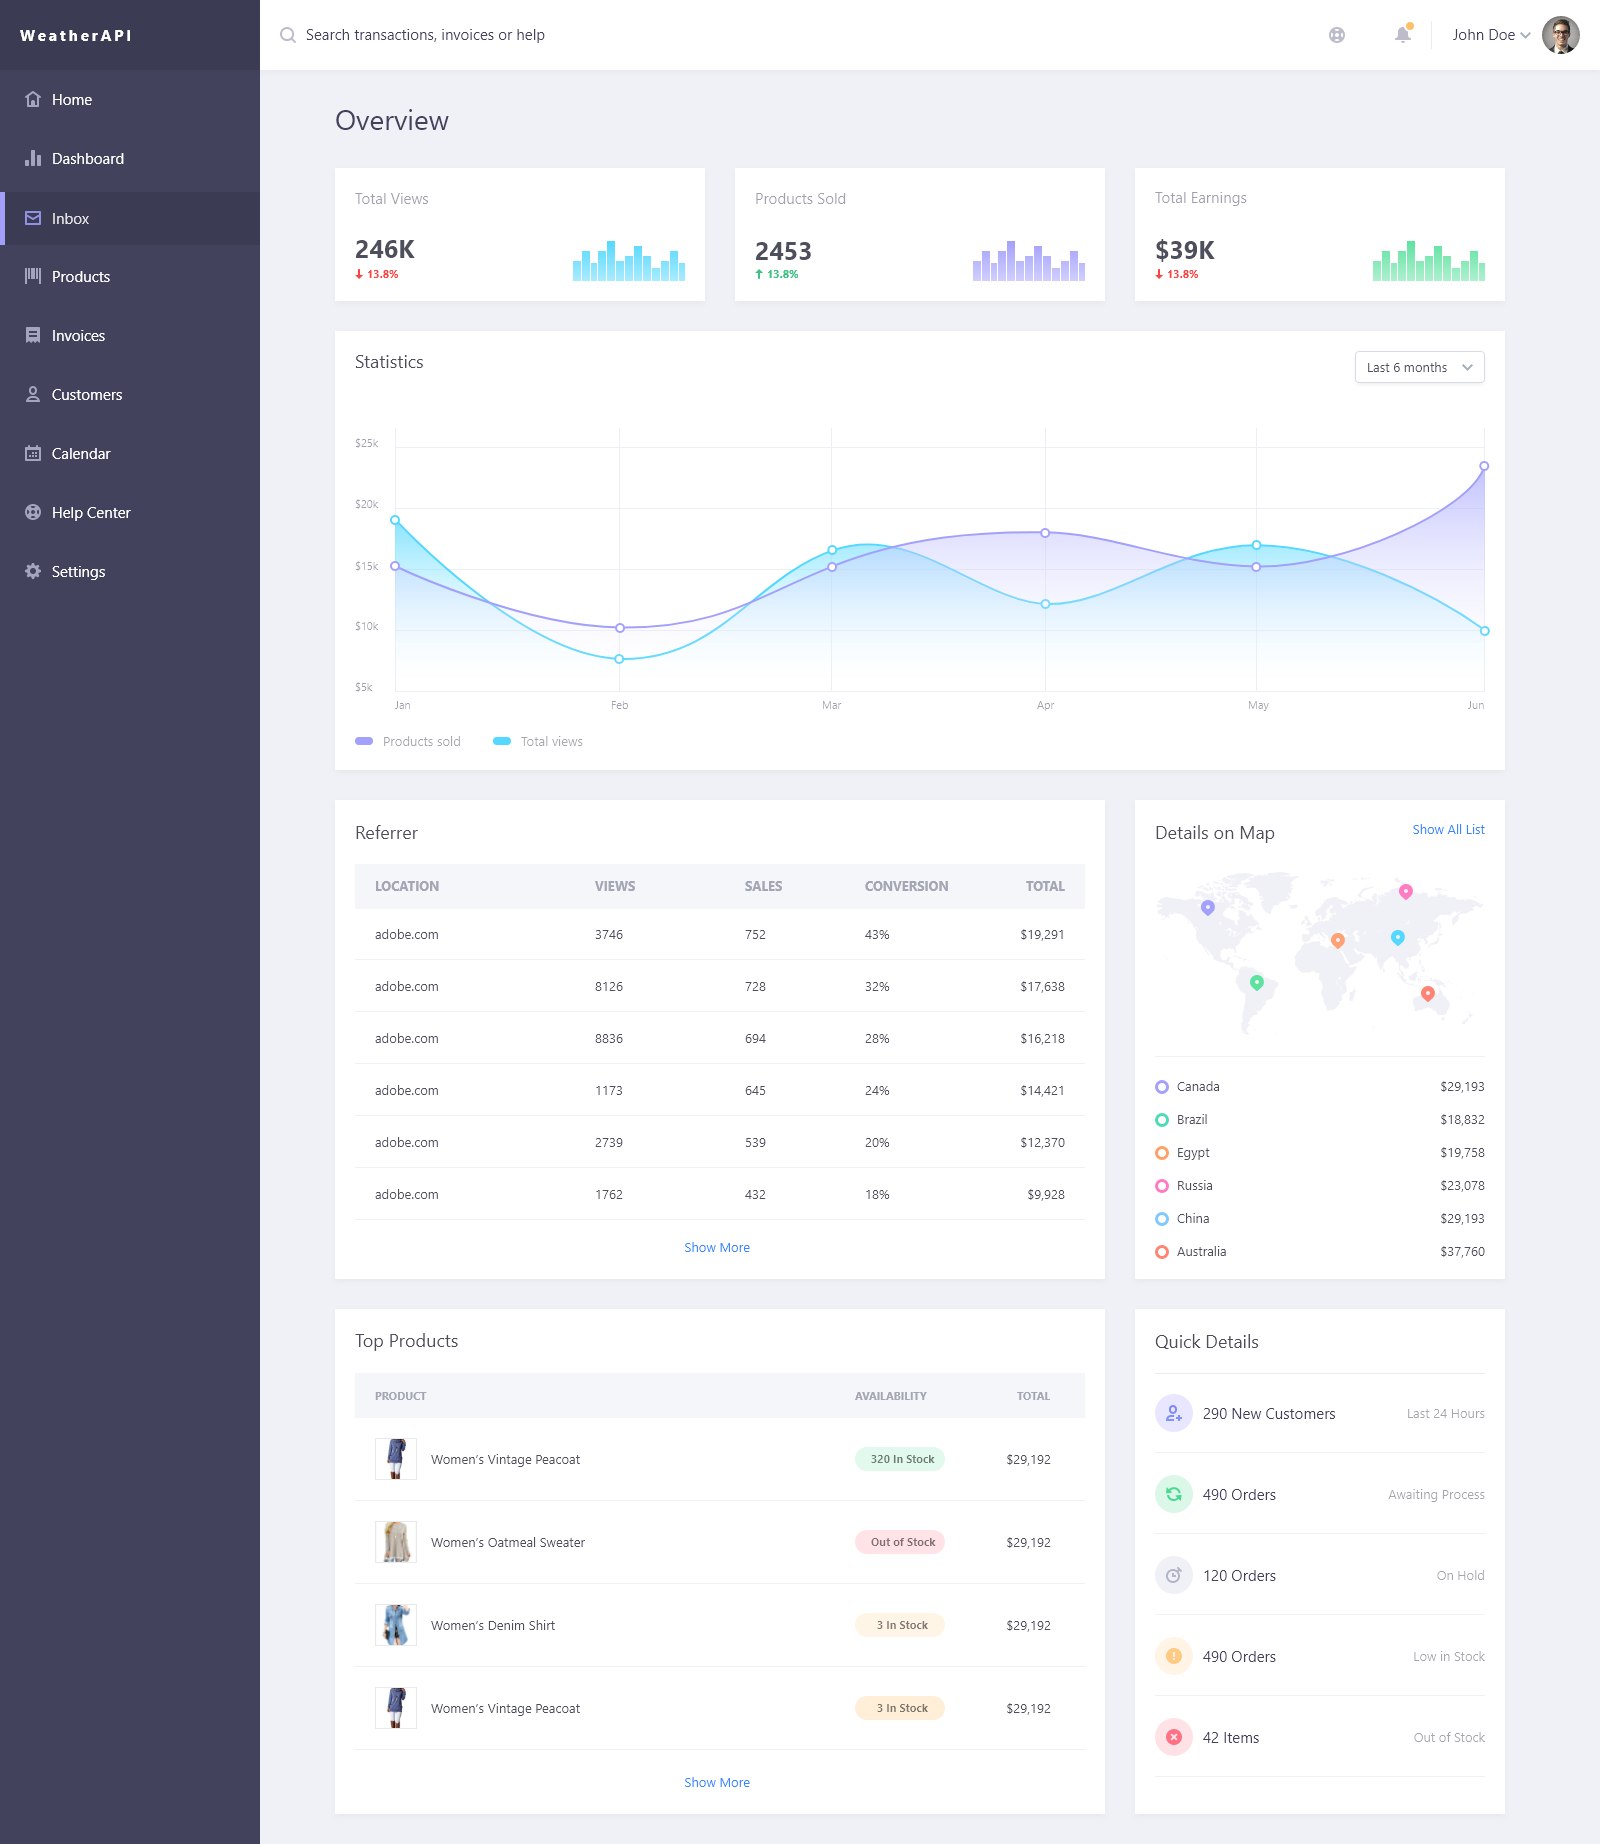 WeatherAPI
Search transactions, invoices or help
John Doe
Home
Dashboard
Inbox
Products
Invoices
Customers
Calendar
Help Center
Settings
Overview
Total Views
246K
13.8%
Products Sold
2453
13.8%
Total Earnings
$39K
13.8%
Statistics
Last 6 months
$25k
$20k
$15k
$10k
$5k
Jan Feb Mar Apr May Jun
Products sold Total views
Referrer
LOCATION VIEWS SALES CONVERSION TOTAL
adobe.com 3746 752 43% $19,291
adobe.com 8126 728 32% $17,638
adobe.com 8836 694 28% $16,218
adobe.com 1173 645 24% $14,421
adobe.com 2739 539 20% $12,370
adobe.com 1762 432 18% $9,928
Show More
Details on Map
Show All List
Canada $29,193
Brazil $18,832
Egypt $19,758
Russia $23,078
China $29,193
Australia $37,760
Top Products
PRODUCT AVAILABILITY TOTAL
Women’s Vintage Peacoat 320 In Stock $29,192
Women’s Oatmeal Sweater Out of Stock $29,192
Women’s Denim Shirt 3 In Stock $29,192
Women’s Vintage Peacoat 3 In Stock $29,192
Show More
Quick Details
290 New Customers Last 24 Hours
490 Orders Awaiting Process
120 Orders On Hold
490 Orders Low in Stock
42 Items Out of Stock